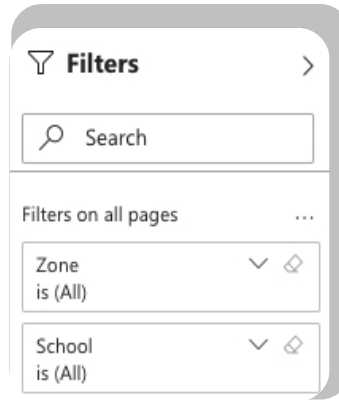 Filters
Search
Filters on all pages
...
Zone
is (All)
School
is (All)